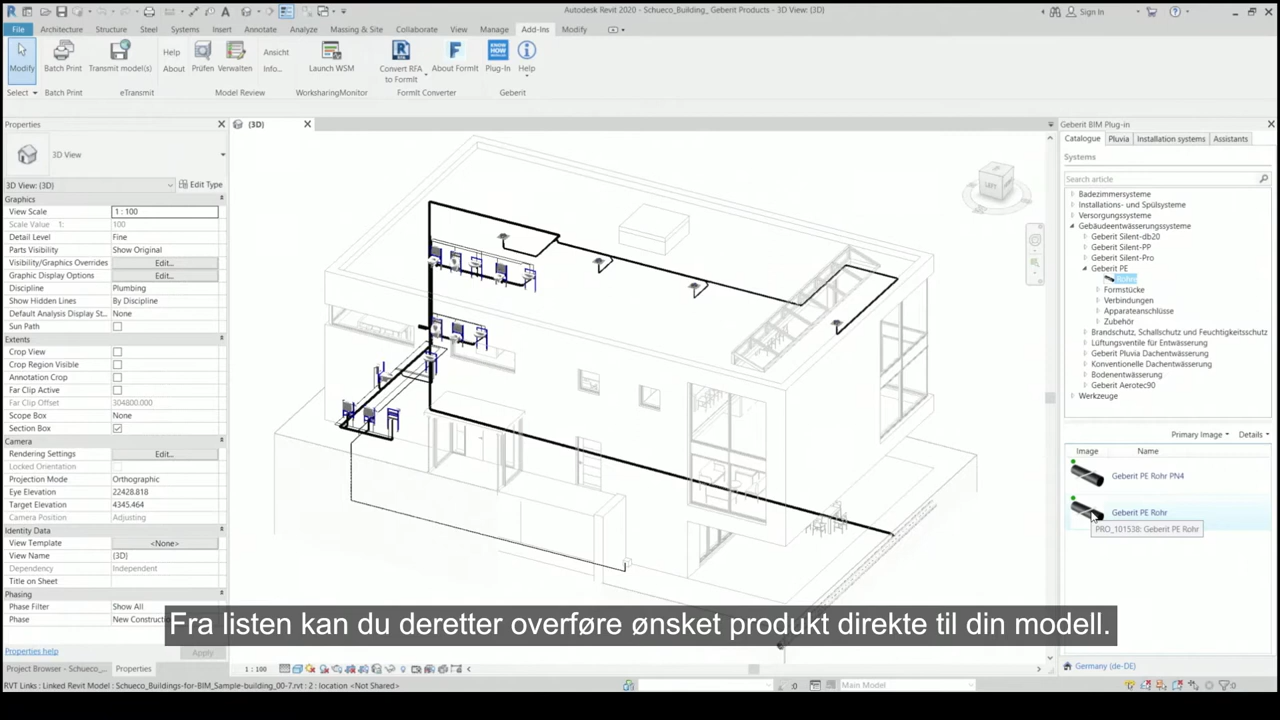 Autodesk Revit 2020 - Schueco_Building_ Geberit Products - 3D View: {3D}
Sign In
File Architecture Structure Steel Systems Insert Annotate Analyze Massing & Site Collaborate View Manage Add-Ins Modify
Modify Batch Print Transmit model(s) Help About Prüfen Verwalten Ansicht Info... Launch WSM Convert RFA to FormIt About FormIt Plug-In Help
Select Batch Print eTransmit Model Review WorksharingMonitor FormIt Converter Geberit
Properties
3D View
3D View: {3D} Edit Type
Graphics
View Scale 1 : 100
Scale Value 1: 100
Detail Level Fine
Parts Visibility Show Original
Visibility/Graphics Overrides Edit...
Graphic Display Options Edit...
Discipline Plumbing
Show Hidden Lines By Discipline
Default Analysis Display St... None
Sun Path
Extents
Crop View
Crop Region Visible
Annotation Crop
Far Clip Active
Far Clip Offset 304800.000
Scope Box None
Section Box
Camera
Rendering Settings Edit...
Locked Orientation
Projection Mode Orthographic
Eye Elevation 22428.818
Target Elevation 4345.464
Camera Position Adjusting
Identity Data
View Template <None>
View Name {3D}
Dependency Independent
Title on Sheet
Phasing
Phase Filter Show All
Phase New Construction
Properties help Apply
Project Browser - Schueco_... Properties
{3D}
LEFT
Geberit BIM Plug-in
Catalogue Pluvia Installation systems Assistants
Systems
Search article
Badezimmersysteme
Installations- und Spülsysteme
Versorgungssysteme
Gebäudeentwässerungssysteme
Geberit Silent-db20
Geberit Silent-PP
Geberit Silent-Pro
Geberit PE
Formstücke
Verbindungen
Apparateanschlüsse
Zubehör
Brandschutz, Schallschutz und Feuchtigkeitsschutz
Lüftungsventile für Entwässerung
Geberit Pluvia Dachentwässerung
Konventionelle Dachentwässerung
Bodenentwässerung
Geberit Aerotec90
Werkzeuge
Primary Image Details
Image Name
Geberit PE Rohr PN4
Geberit PE Rohr
PRO_101538: Geberit PE Rohr
Germany (de-DE)
Fra listen kan du deretter overføre ønsket produkt direkte til din modell.
1 : 100
RVT Links : Linked Revit Model : Schueco_Buildings-for-BIM_Sample-building_00-7.rvt : 2 : location <Not Shared>
:0 Main Model :0